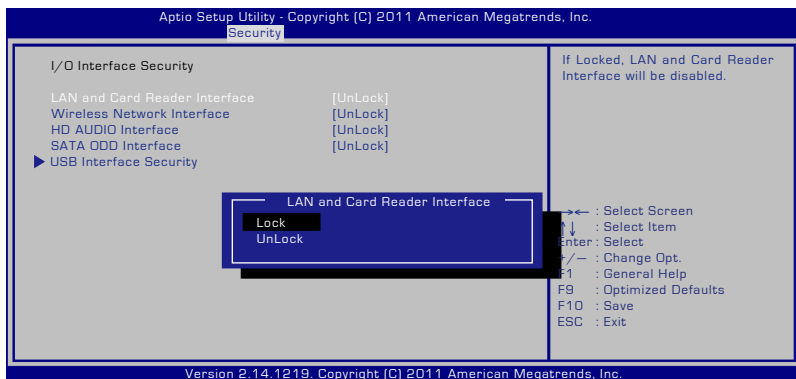 Aptio Setup Utility - Copyright (C) 2011 American Megatrends, Inc.
Security
I/O Interface Security
LAN and Card Reader Interface [UnLock]
Wireless Network Interface [UnLock]
HD AUDIO Interface [UnLock]
SATA ODD Interface [UnLock]
USB Interface Security
If Locked, LAN and Card Reader
Interface will be disabled.
LAN and Card Reader Interface
Lock
UnLock
→← : Select Screen
↑↓ : Select Item
Enter : Select
+/− : Change Opt.
F1 : General Help
F9 : Optimized Defaults
F10 : Save
ESC : Exit
Version 2.14.1219. Copyright (C) 2011 American Megatrends, Inc.